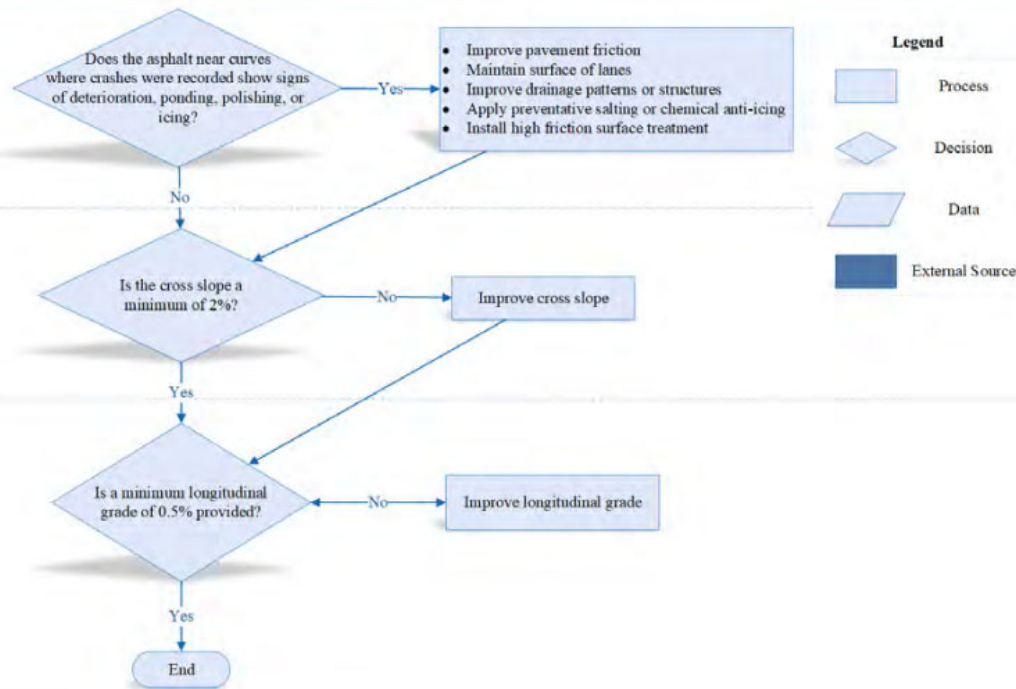 Does the asphalt near curves
where crashes were recorded show signs
of deterioration, ponding, polishing, or
icing?
Yes
• Improve pavement friction
• Maintain surface of lanes
• Improve drainage patterns or structures
• Apply preventative salting or chemical anti-icing
• Install high friction surface treatment
No
Is the cross slope a
minimum of 2%?
No
Improve cross slope
Yes
Is a minimum longitudinal
grade of 0.5% provided?
No
Improve longitudinal grade
Yes
End
Legend
Process
Decision
Data
External Source